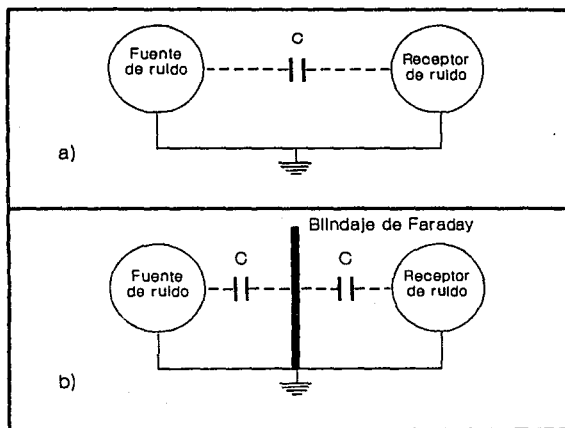 C
Fuente
de ruido
Receptor
de ruido
a)
Blindaje de Faraday
C
C
Fuente
de ruido
Receptor
de ruido
b)